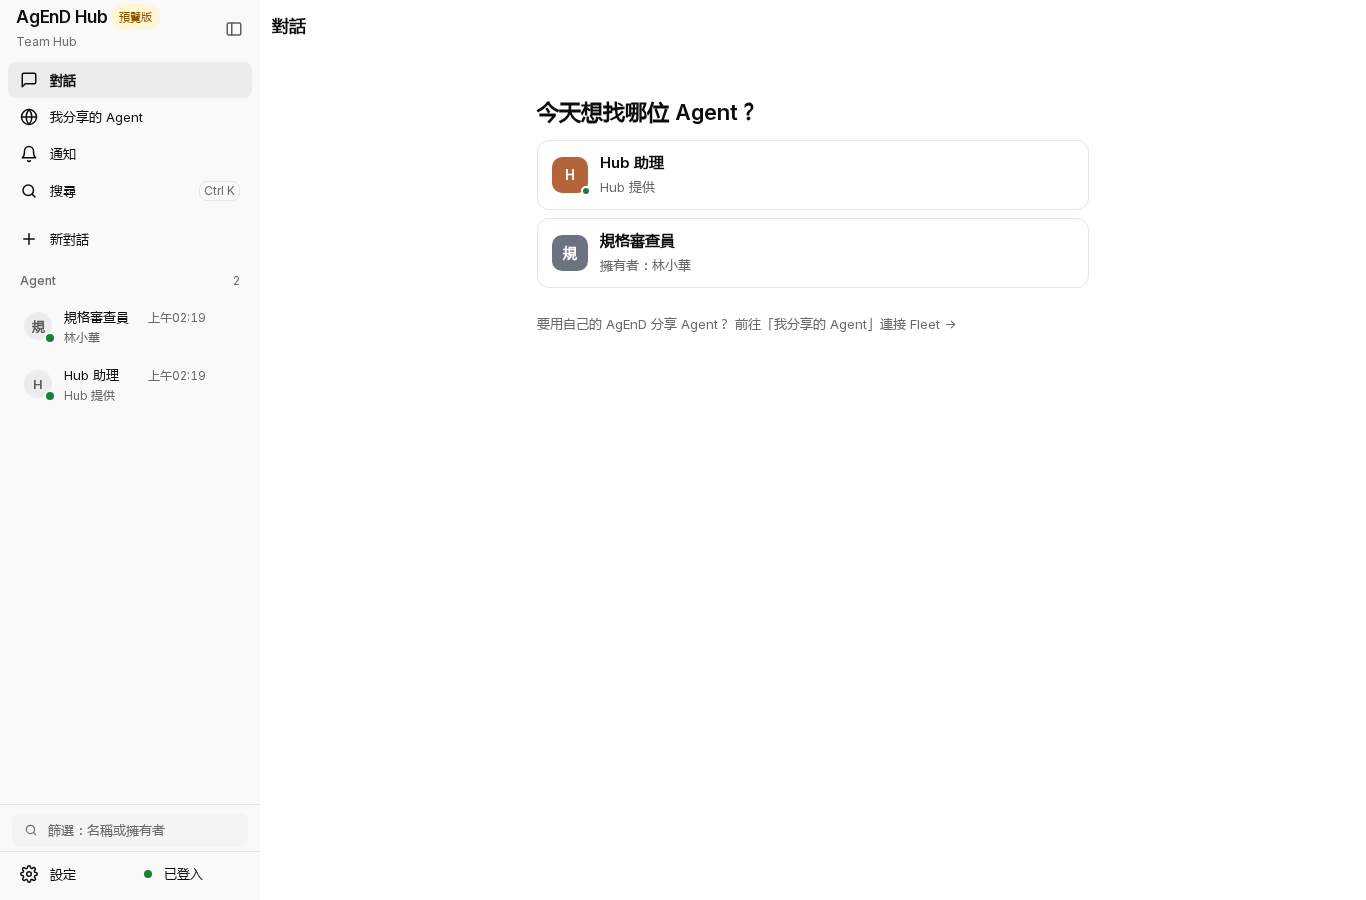 AgEnD Hub 預覽版
Team Hub
對話
我分享的 Agent
通知
搜尋 Ctrl K
新對話
Agent 2
規 規格審查員 上午02:19
林小華
H Hub 助理 上午02:19
Hub 提供
篩選：名稱或擁有者
設定 已登入
對話
今天想找哪位 Agent？
H Hub 助理
Hub 提供
規 規格審查員
擁有者：林小華
要用自己的 AgEnD 分享 Agent？ 前往「我分享的 Agent」連接 Fleet →